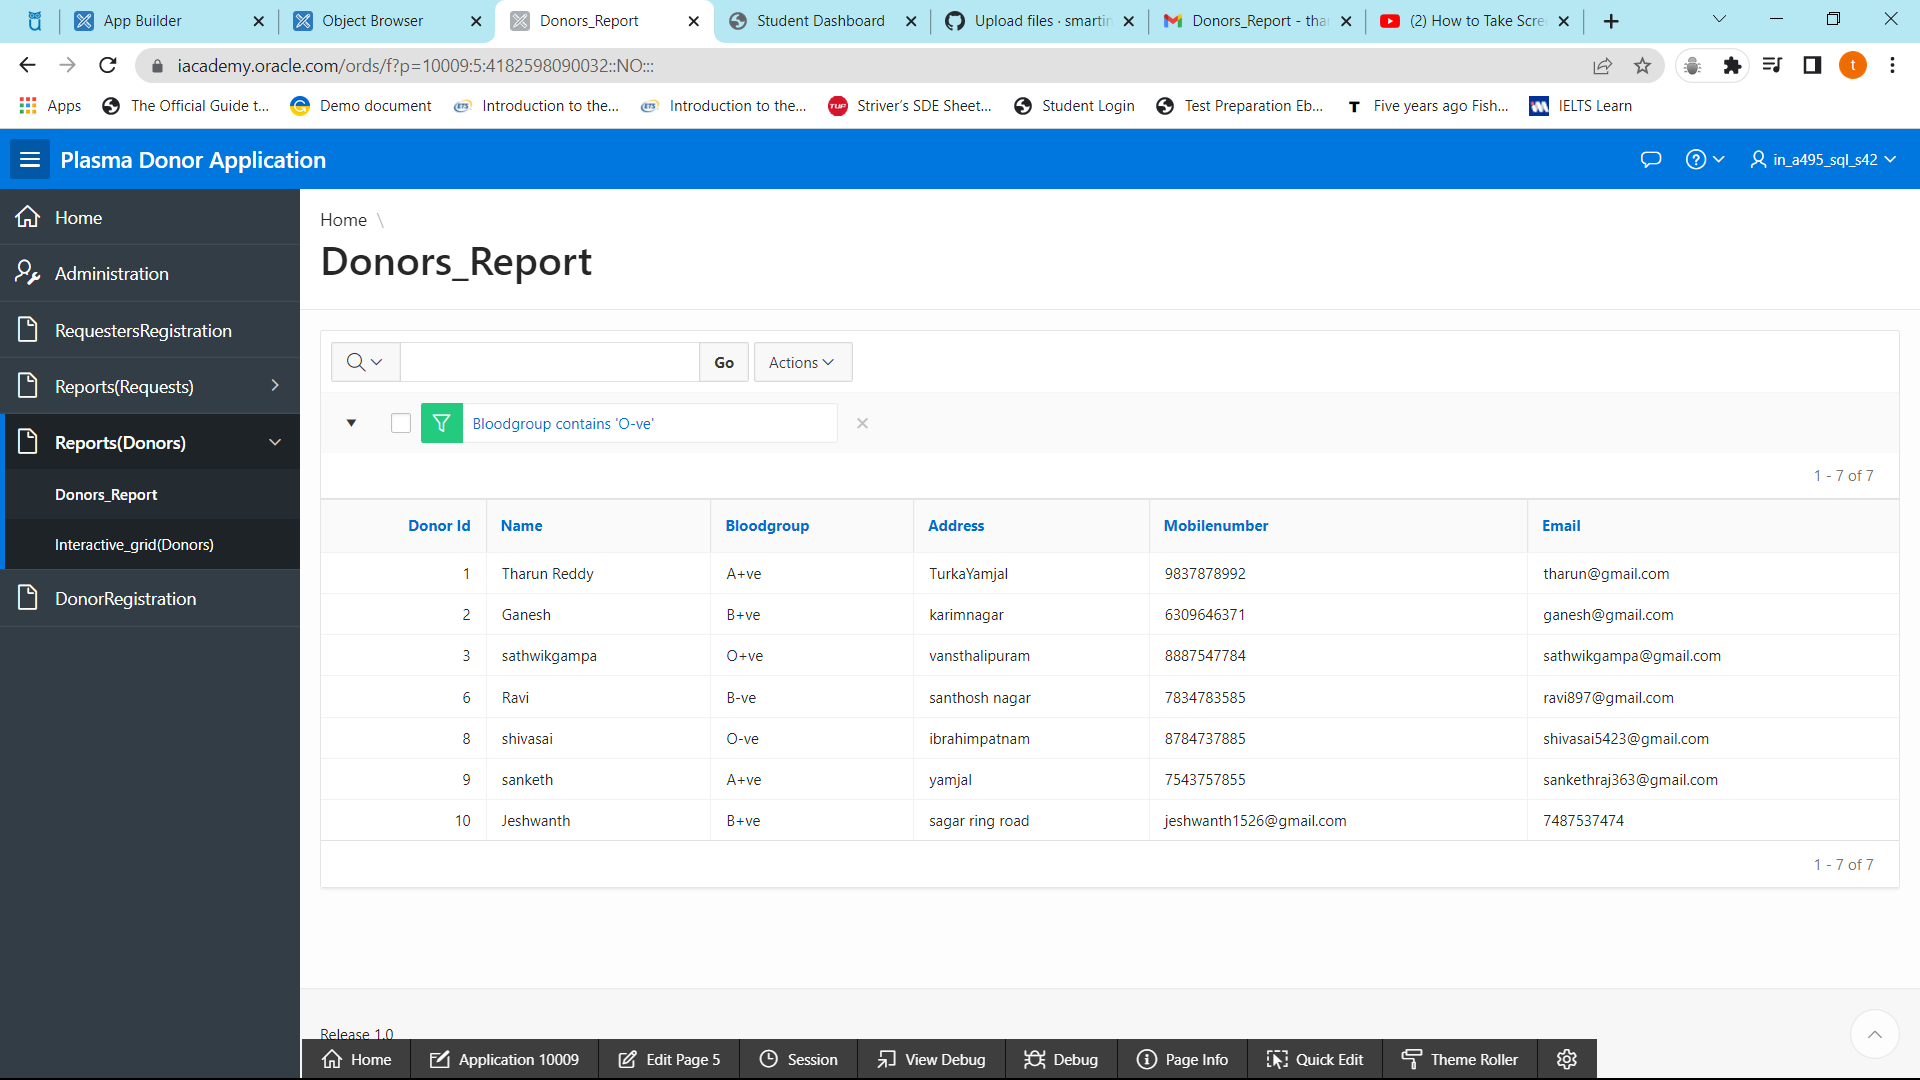 App Builder
Object Browser
Donors_Report
Student Dashboard
Upload files · smartin
Donors_Report - thar
(2) How to Take Scre
iacademy.oracle.com/ords/f?p=10009:5:4182598090032::NO:::
t
Apps
The Official Guide t...
Demo document
Introduction to the...
Introduction to the...
Striver's SDE Sheet...
Student Login
Test Preparation Eb...
Five years ago Fish...
IELTS Learn
Plasma Donor Application
in_a495_sql_s42
Home
Administration
RequestersRegistration
Reports(Requests)
Reports(Donors)
Donors_Report
Interactive_grid(Donors)
DonorRegistration
Home \
Donors_Report
Go
Actions
Bloodgroup contains 'O-ve'
1 - 7 of 7
Donor Id Name Bloodgroup Address Mobilenumber Email
1 Tharun Reddy A+ve TurkaYamjal 9837878992 tharun@gmail.com
2 Ganesh B+ve karimnagar 6309646371 ganesh@gmail.com
3 sathwikgampa O+ve vansthalipuram 8887547784 sathwikgampa@gmail.com
6 Ravi B-ve santhosh nagar 7834783585 ravi897@gmail.com
8 shivasai O-ve ibrahimpatnam 8784737885 shivasai5423@gmail.com
9 sanketh A+ve yamjal 7543757855 sankethraj363@gmail.com
10 Jeshwanth B+ve sagar ring road jeshwanth1526@gmail.com 7487537474
1 - 7 of 7
Release 1.0
Home
Application 10009
Edit Page 5
Session
View Debug
Debug
Page Info
Quick Edit
Theme Roller